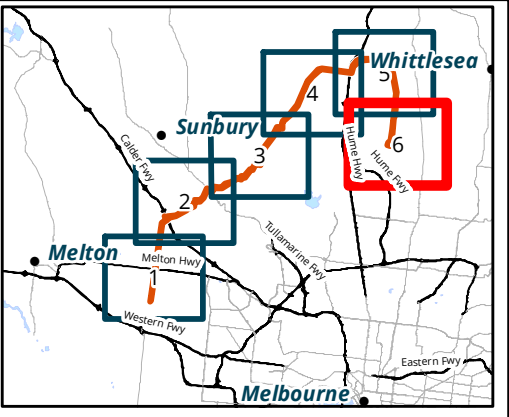 Whittlesea
5
4
Sunbury
Hume Hwy
6
Hume Fwy
Calder Fwy
3
2
Tullamarine Fwy
Melton
Melton Hwy
1
Western Fwy
Eastern Fwy
Melbourne